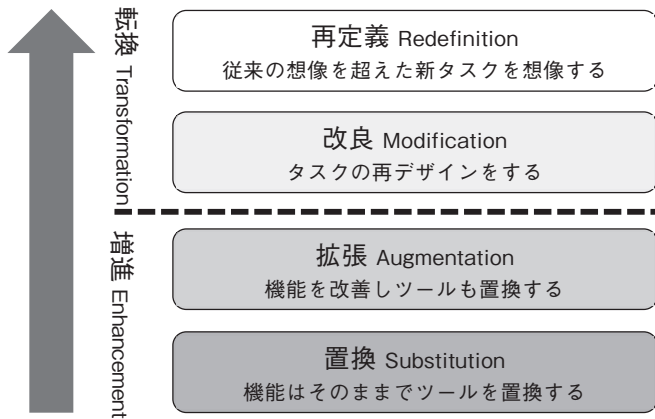 転換 Transformation
再定義 Redefinition
従来の想像を超えた新タスクを想像する
改良 Modification
タスクの再デザインをする
増進 Enhancement
拡張 Augmentation
機能を改善しツールも置換する
置換 Substitution
機能はそのままでツールを置換する